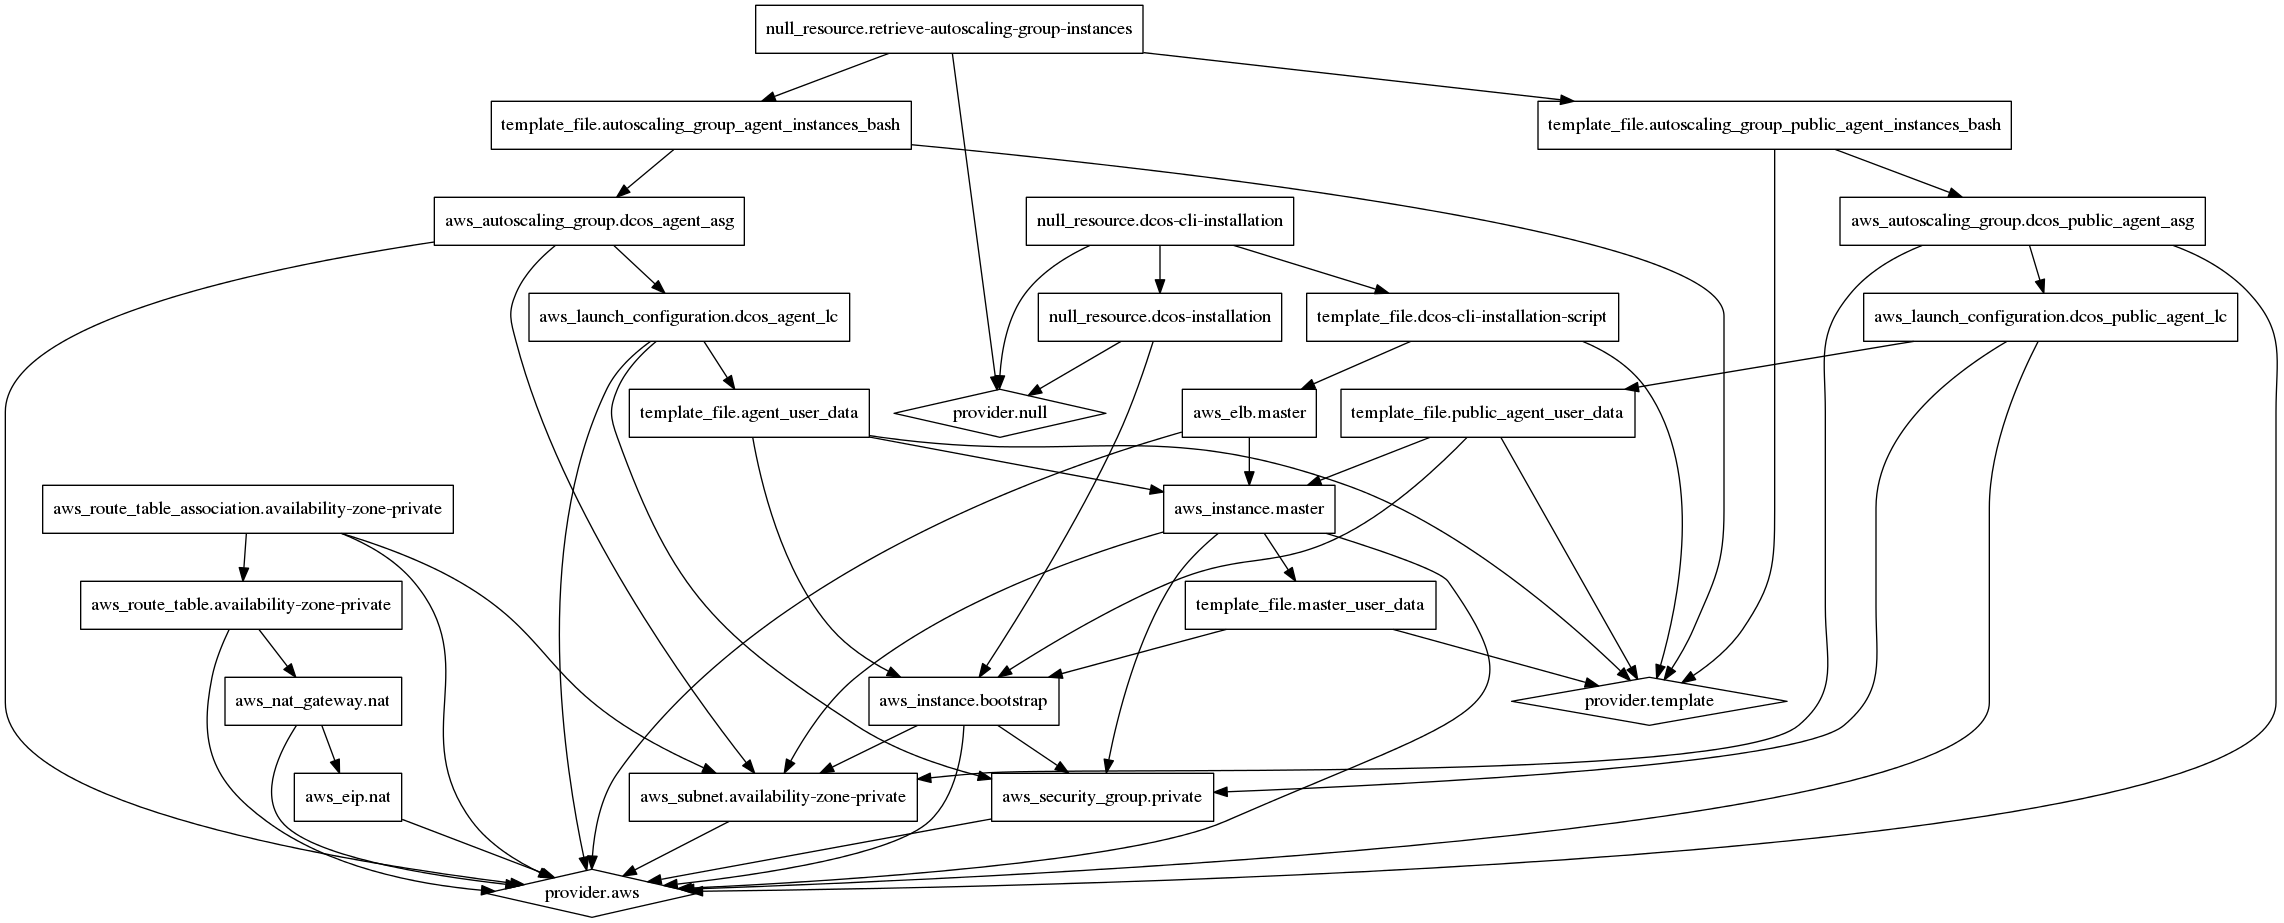 null_resource.retrieve-autoscaling-group-instances
template_file.autoscaling_group_agent_instances_bash
template_file.autoscaling_group_public_agent_instances_bash
aws_autoscaling_group.dcos_agent_asg
null_resource.dcos-cli-installation
aws_autoscaling_group.dcos_public_agent_asg
aws_launch_configuration.dcos_agent_lc
null_resource.dcos-installation
template_file.dcos-cli-installation-script
aws_launch_configuration.dcos_public_agent_lc
template_file.agent_user_data
provider.null
aws_elb.master
template_file.public_agent_user_data
aws_route_table_association.availability-zone-private
aws_instance.master
aws_route_table.availability-zone-private
template_file.master_user_data
aws_nat_gateway.nat
aws_instance.bootstrap
provider.template
aws_eip.nat
aws_subnet.availability-zone-private
aws_security_group.private
provider.aws